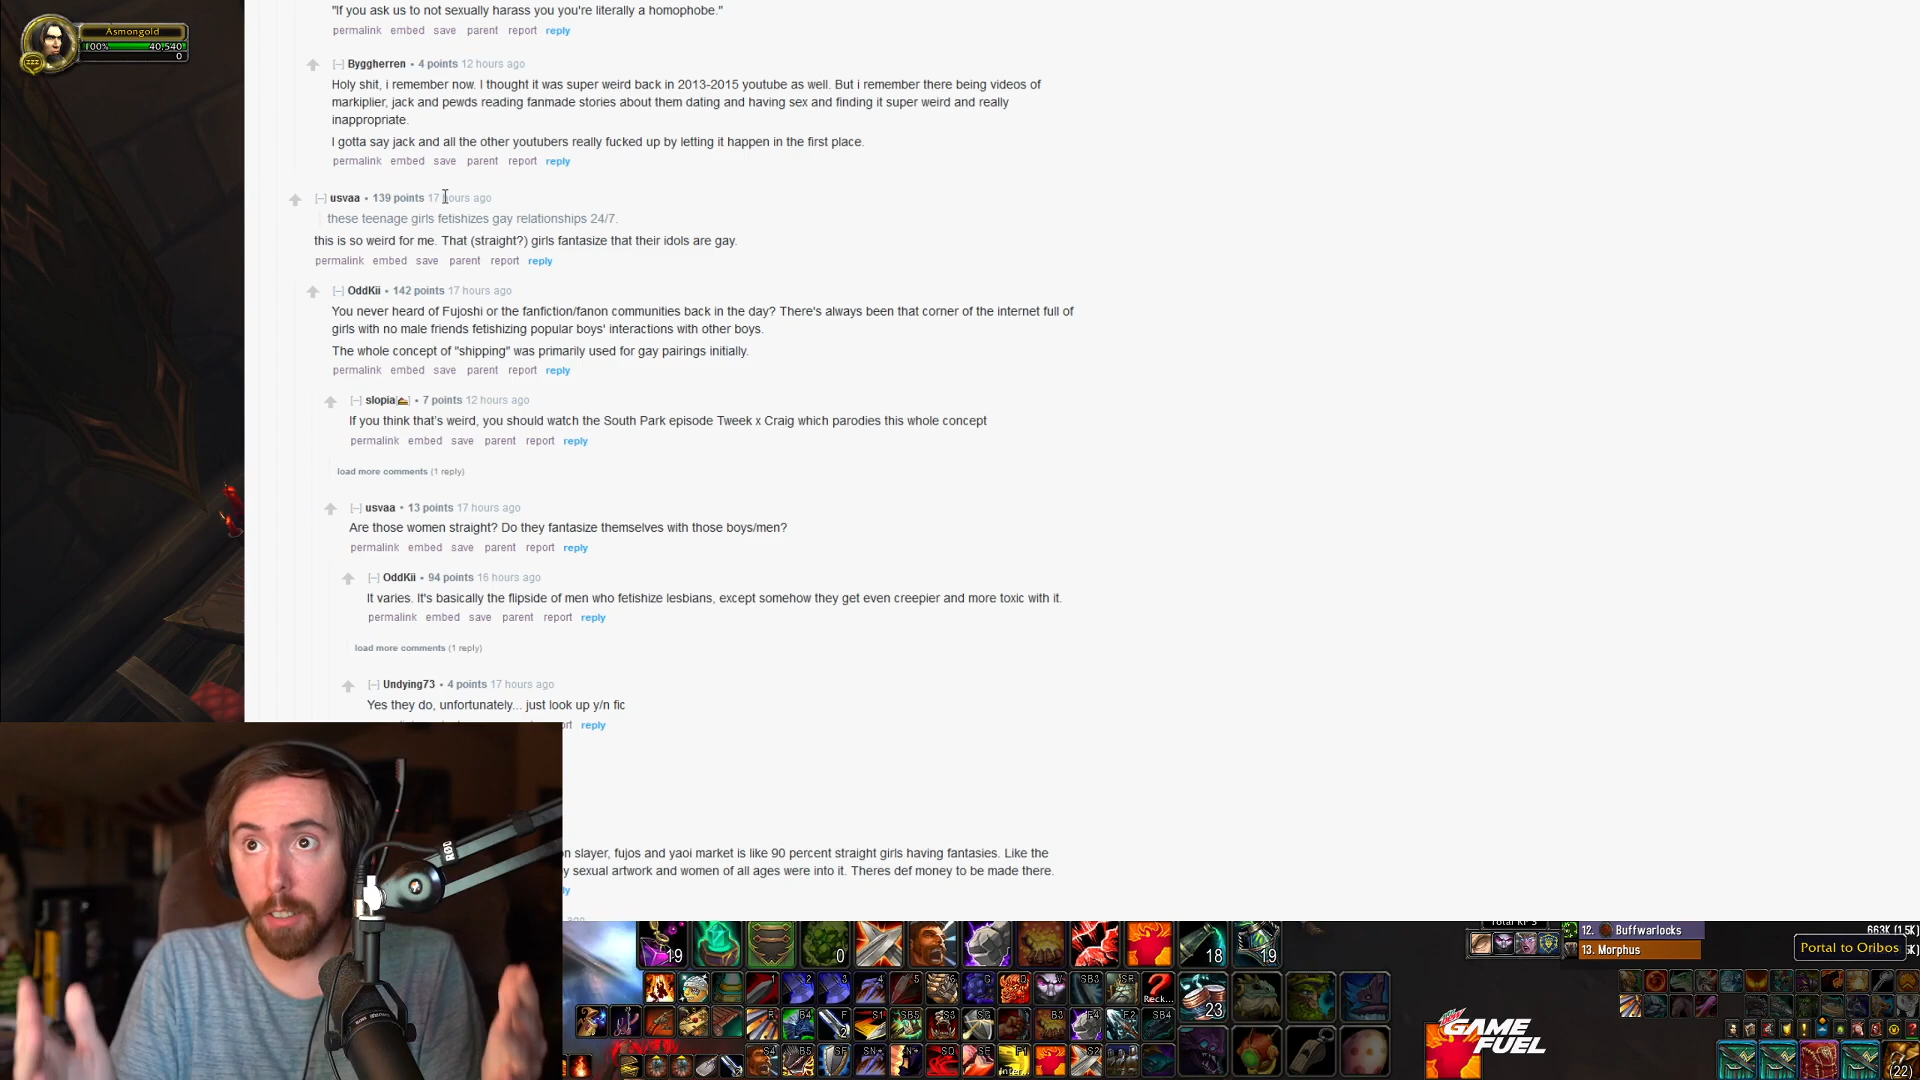 Asmongold
100% 40,540
0
zzz
"If you ask us to not sexually harass you you're literally a homophobe."
permalink embed save parent report reply
[–] Byggherren • 4 points 12 hours ago
Holy shit, i remember now. I thought it was super weird back in 2013-2015 youtube as well. But i remember there being videos of
markiplier, jack and pewds reading fanmade stories about them dating and having sex and finding it super weird and really
inappropriate.
I gotta say jack and all the other youtubers really fucked up by letting it happen in the first place.
permalink embed save parent report reply
[–] usvaa • 139 points 17 hours ago
these teenage girls fetishizes gay relationships 24/7.
this is so weird for me. That (straight?) girls fantasize that their idols are gay.
permalink embed save parent report reply
[–] OddKii • 142 points 17 hours ago
You never heard of Fujoshi or the fanfiction/fanon communities back in the day? There's always been that corner of the internet full of
girls with no male friends fetishizing popular boys' interactions with other boys.
The whole concept of "shipping" was primarily used for gay pairings initially.
permalink embed save parent report reply
[–] slopia • 7 points 12 hours ago
If you think that's weird, you should watch the South Park episode Tweek x Craig which parodies this whole concept
permalink embed save parent report reply
load more comments (1 reply)
[–] usvaa • 13 points 17 hours ago
Are those women straight? Do they fantasize themselves with those boys/men?
permalink embed save parent report reply
[–] OddKii • 94 points 16 hours ago
It varies. It's basically the flipside of men who fetishize lesbians, except somehow they get even creepier and more toxic with it.
permalink embed save parent report reply
load more comments (1 reply)
[–] Undying73 • 4 points 17 hours ago
Yes they do, unfortunately... just look up y/n fic
reply
slayer, fujos and yaoi market is like 90 percent straight girls having fantasies. Like the
sexual artwork and women of all ages were into it. Theres def money to be made there.
12. Buffwarlocks 663K (1.5K)
13. Morphus
Portal to Oribos
19 0 18 19
Reck... 23
GAME
FUEL
(22)